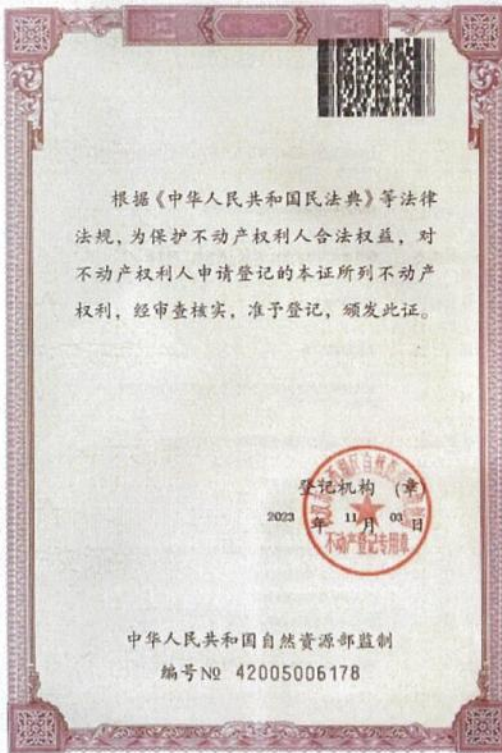 根据《中华人民共和国民法典》等法律
法规，为保护不动产权利人合法权益，对
不动产权利人申请登记的本证所列不动产
权利，经审查核实，准予登记，颁发此证。
登记机构 （章）
2023 年 11 月 03 日
不动产登记专用章
中华人民共和国自然资源部监制
编号№ 42005006178